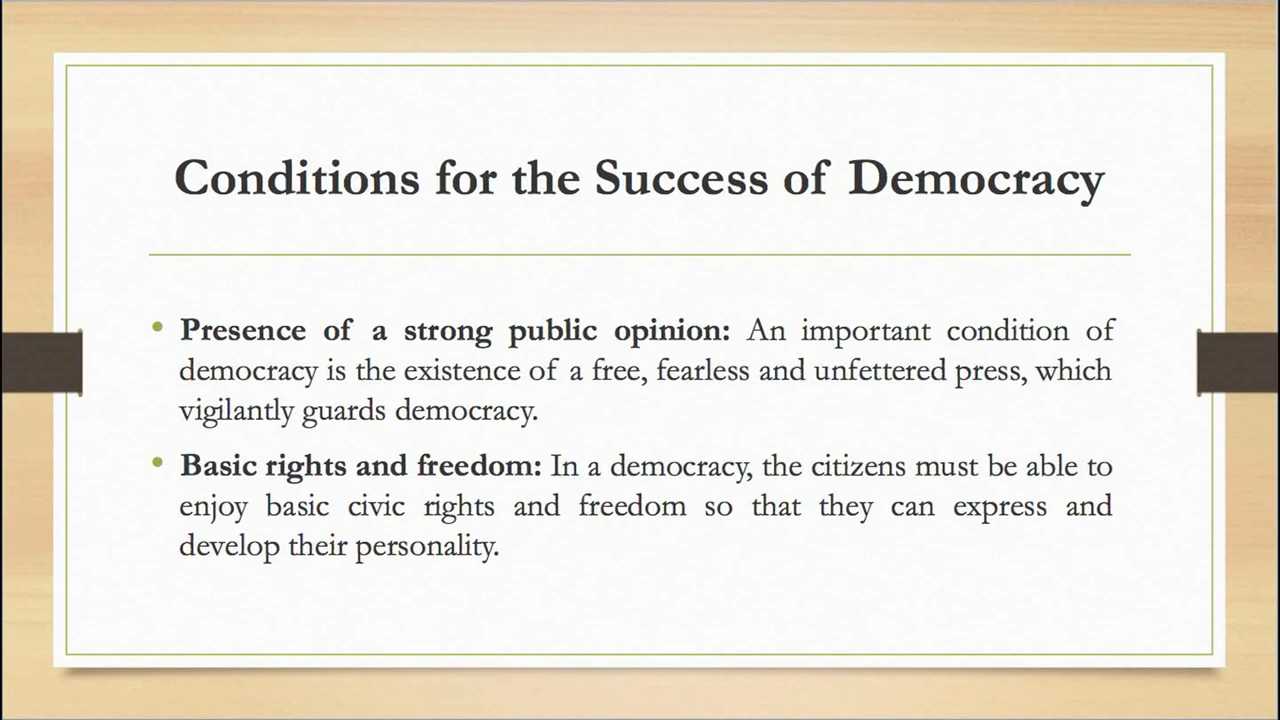 Conditions for the Success of Democracy
• Presence of a strong public opinion: An important condition of
democracy is the existence of a free, fearless and unfettered press, which
vigilantly guards democracy.
• Basic rights and freedom: In a democracy, the citizens must be able to
enjoy basic civic rights and freedom so that they can express and
develop their personality.